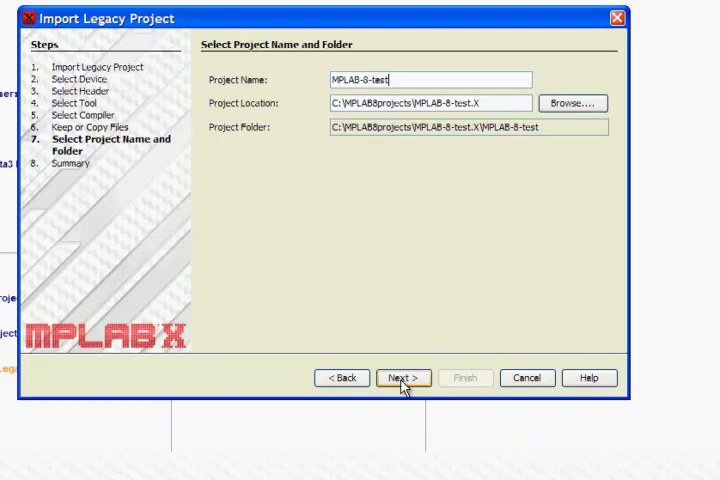 Import Legacy Project
Steps
1. Import Legacy Project
2. Select Device
3. Select Header
4. Select Tool
5. Select Compiler
6. Keep or Copy Files
7. Select Project Name and
Folder
8. Summary
Select Project Name and Folder
Project Name: MPLAB-8-test
Project Location: C:\MPLAB8projects\MPLAB-8-test.X Browse....
Project Folder: C:\MPLAB8projects\MPLAB-8-test.X\MPLAB-8-test
MPLAB X
< Back Next > Finish Cancel Help